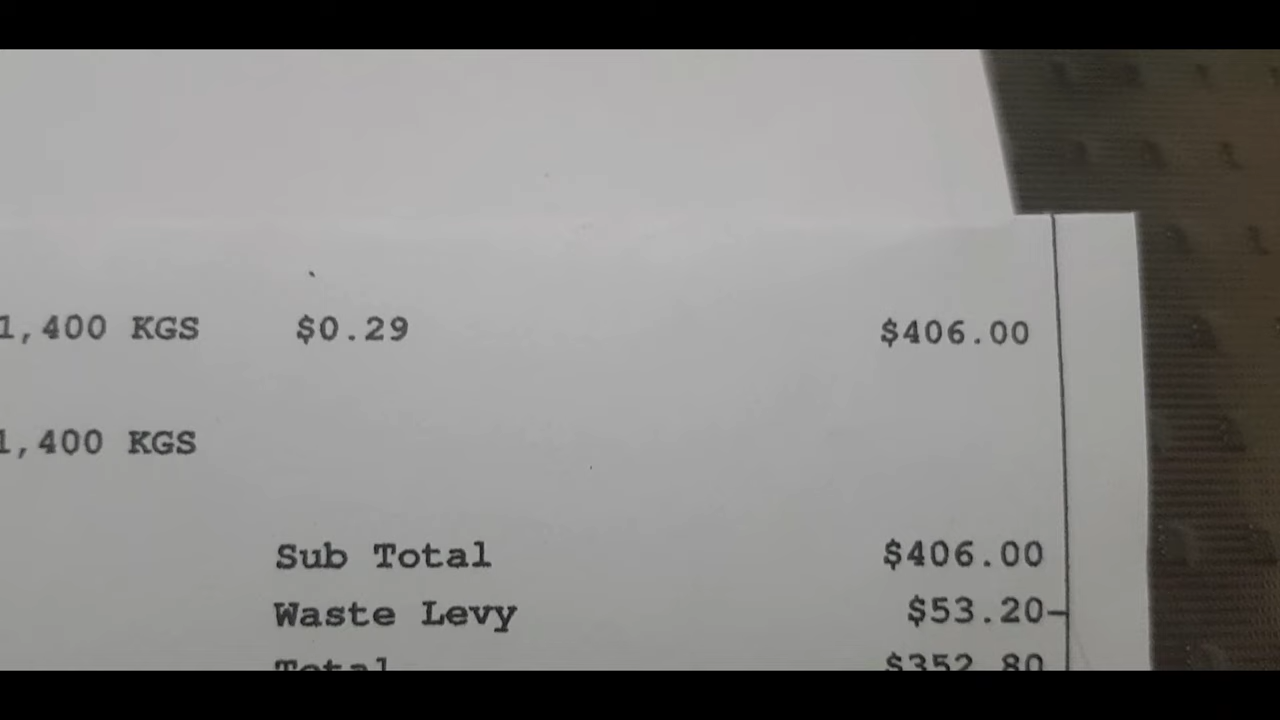 1,400 KGS $0.29 $406.00
1,400 KGS
Sub Total $406.00
Waste Levy $53.20-
Total $352.80